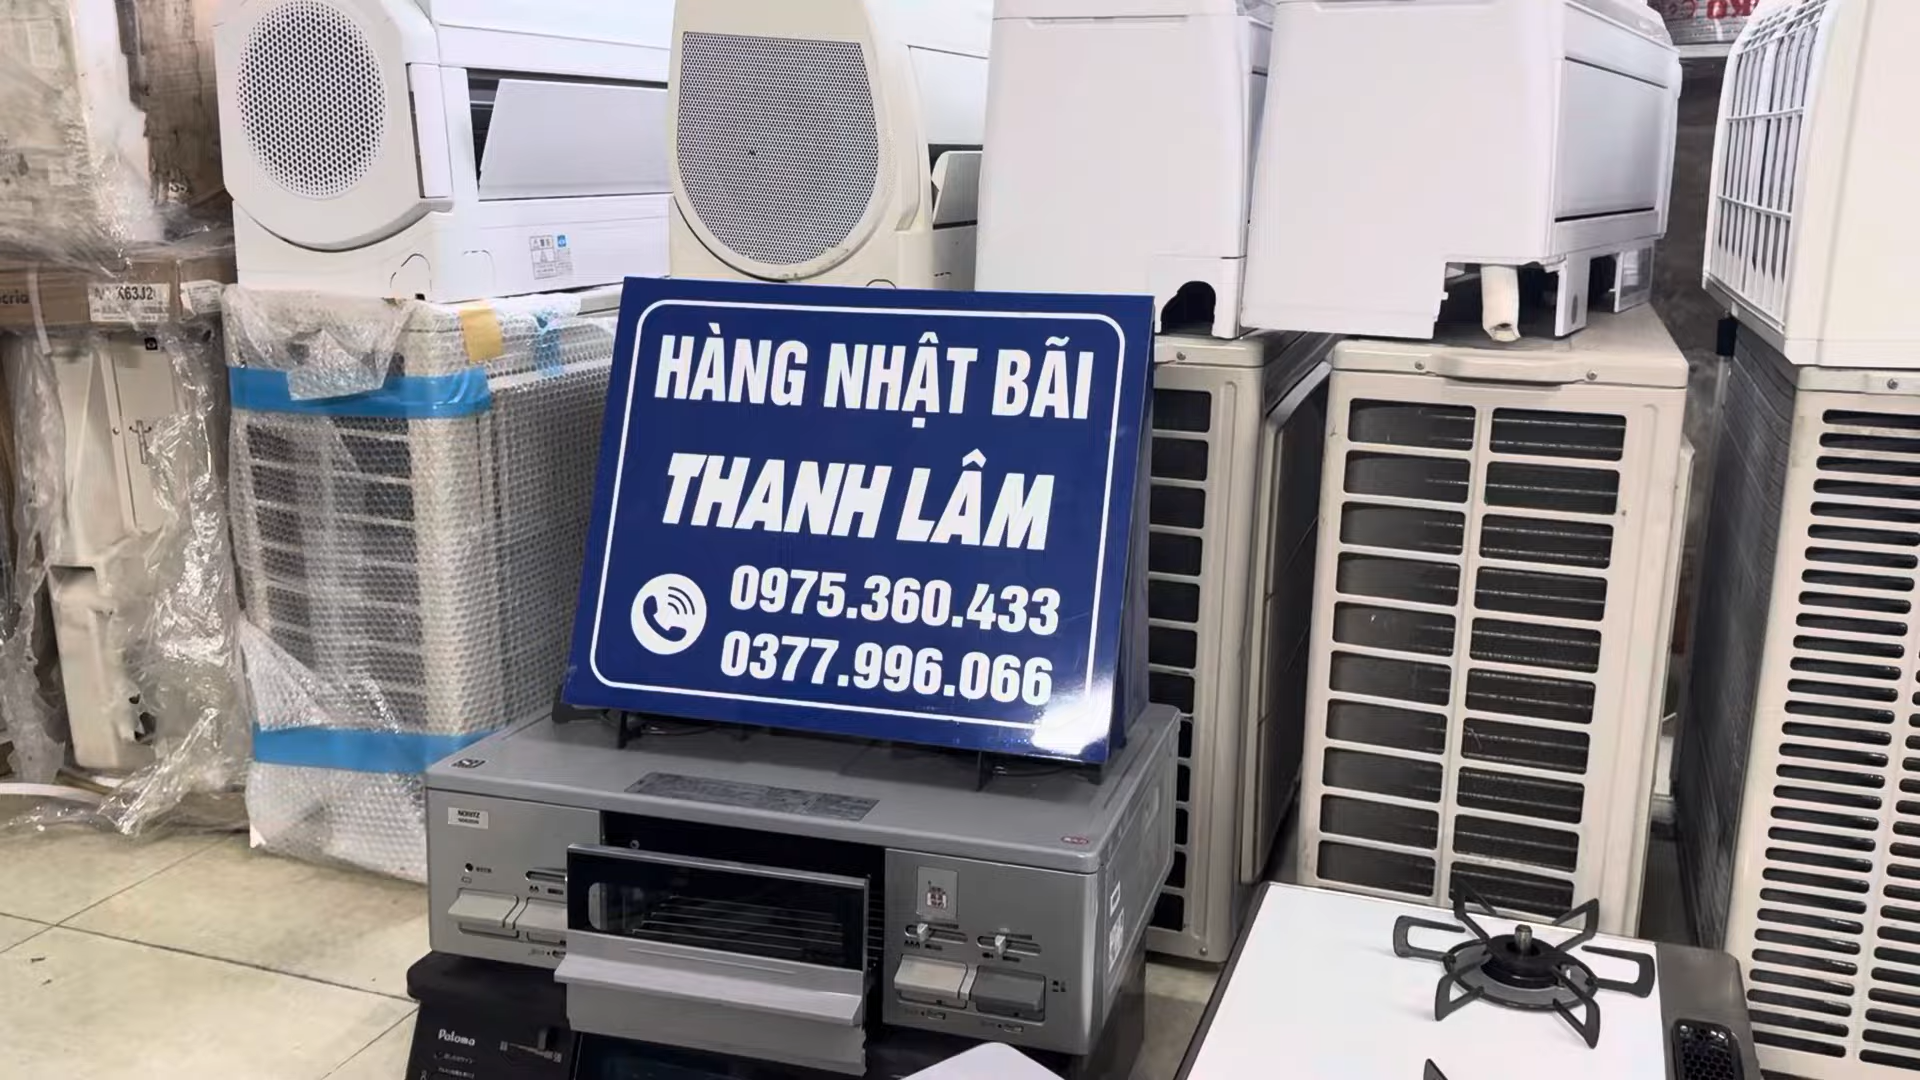 HÀNG NHẬT BÃI
THANH LÂM
0975.360.433
0377.996.066
NORITZ
Paloma